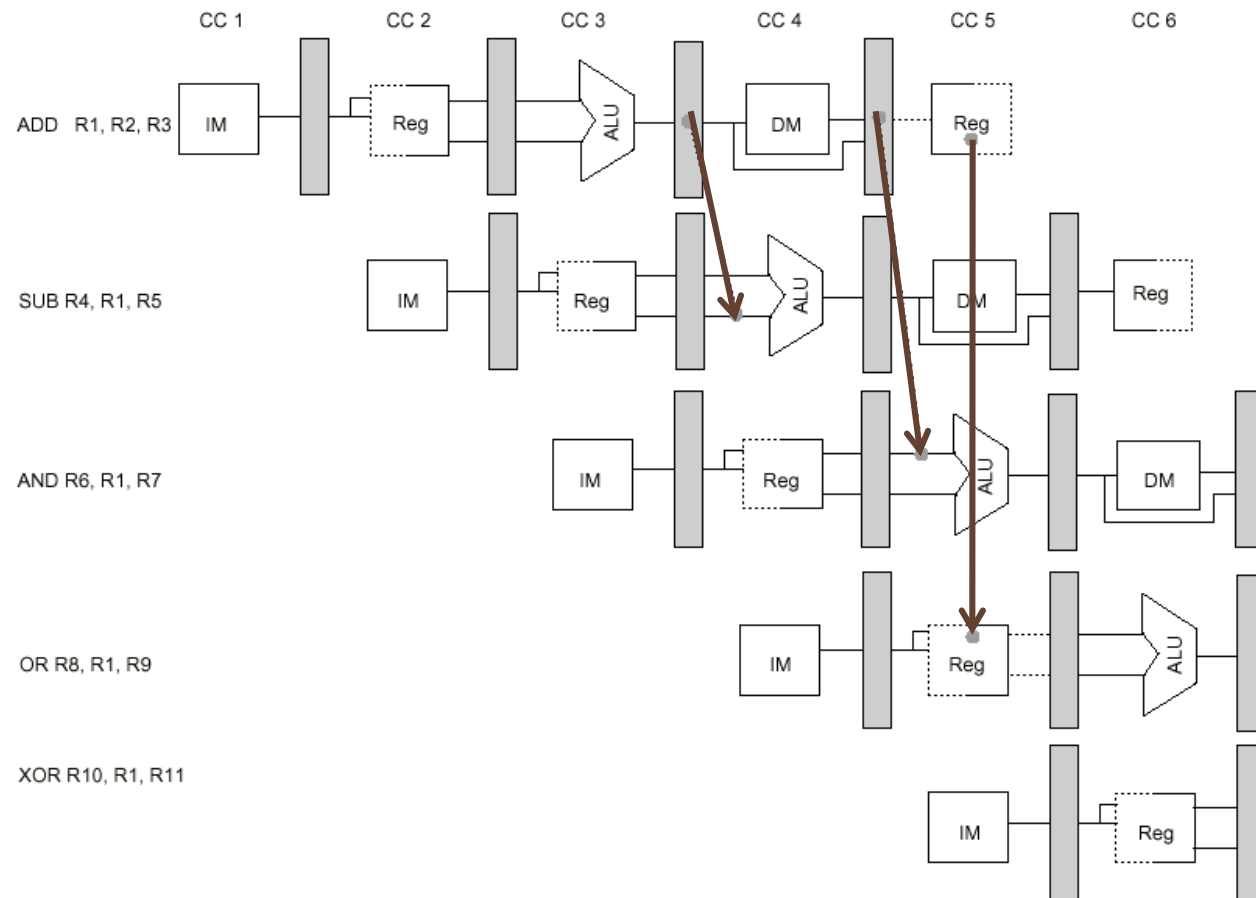 CC 1 CC 2 CC 3 CC 4 CC 5 CC 6
ADD R1, R2, R3 IM Reg ALU DM Reg
SUB R4, R1, R5 IM Reg ALU DM Reg
AND R6, R1, R7 IM Reg ALU DM
OR R8, R1, R9 IM Reg ALU
XOR R10, R1, R11
IM Reg